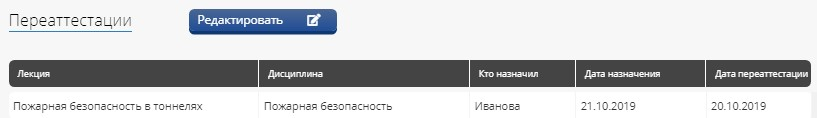 Переаттестации Редактировать
Лекция Дисциплина Кто назначил Дата назначения Дата переаттестации
Пожарная безопасность в тоннелях Пожарная безопасность Иванова 21.10.2019 20.10.2019